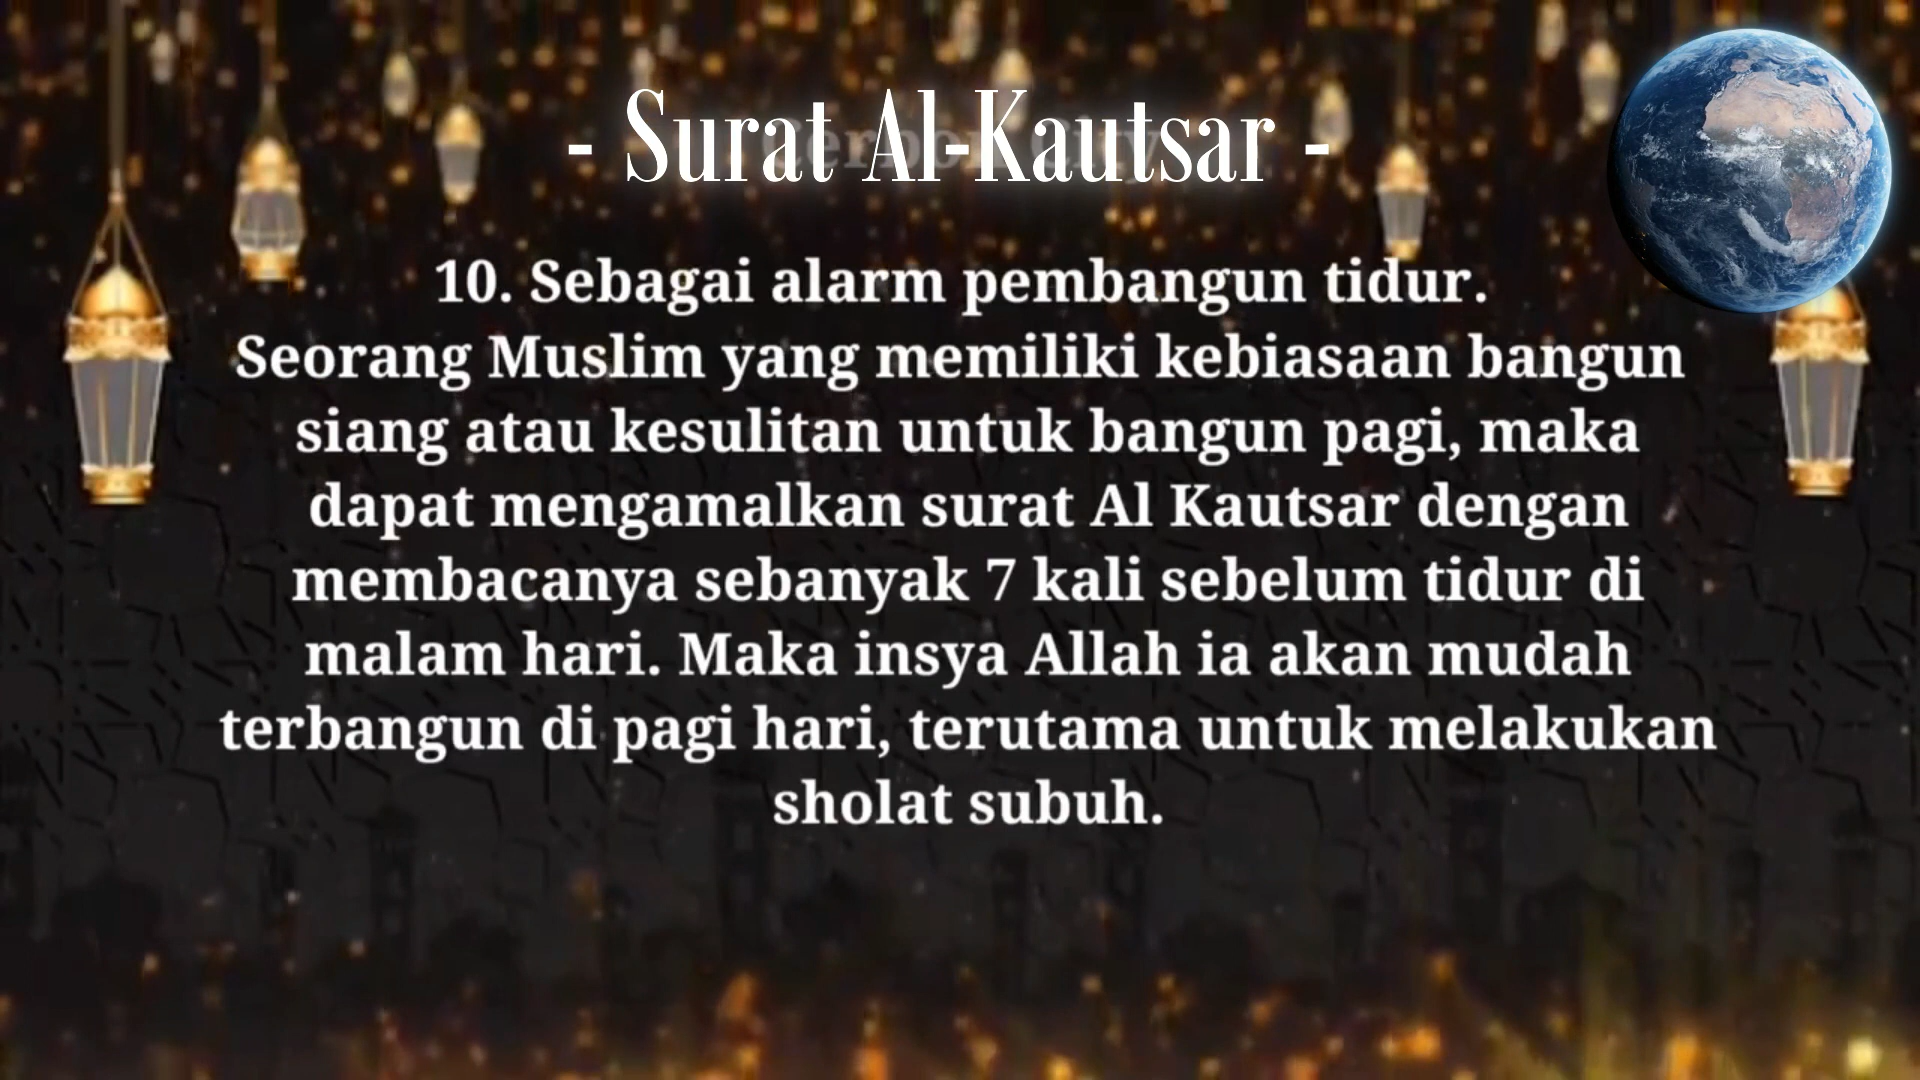 - Surat Al-Kautsar -
10. Sebagai alarm pembangun tidur.
Seorang Muslim yang memiliki kebiasaan bangun
siang atau kesulitan untuk bangun pagi, maka
dapat mengamalkan surat Al Kautsar dengan
membacanya sebanyak 7 kali sebelum tidur di
malam hari. Maka insya Allah ia akan mudah
terbangun di pagi hari, terutama untuk melakukan
sholat subuh.